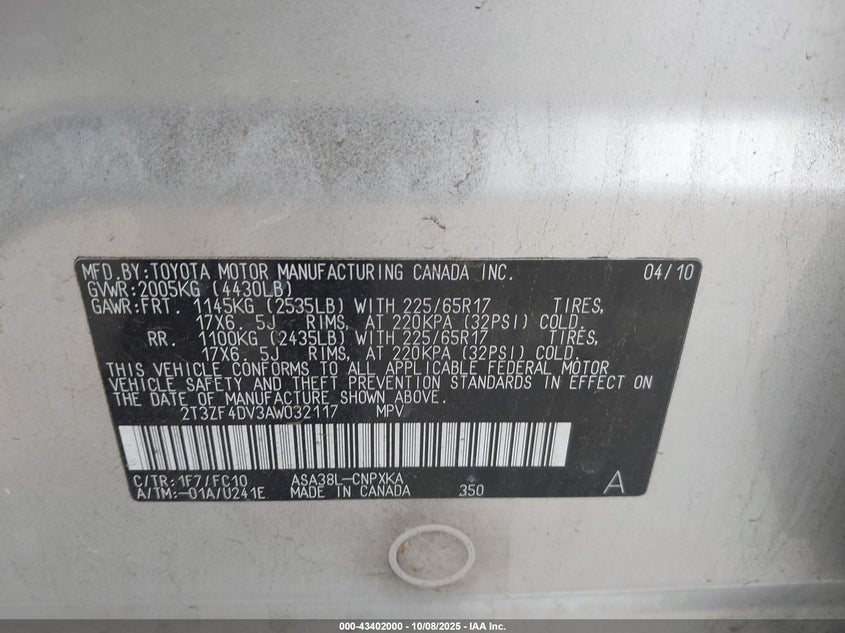 MFD.BY:TOYOTA MOTOR MANUFACTURING CANADA INC. 04/10
GVWR:2005KG (4430LB)
GAWR:FRT. 1145KG (2535LB) WITH 225/65R17 TIRES,
17X6. 5J RIMS, AT 220KPA (32PSI) COLD.
RR. 1100KG (2435LB) WITH 225/65R17 TIRES,
17X6. 5J RIMS, AT 220KPA (32PSI) COLD.
THIS VEHICLE CONFORMS TO ALL APPLICABLE FEDERAL MOTOR
VEHICLE SAFETY AND THEFT PREVENTION STANDARDS IN EFFECT ON
THE DATE OF MANUFACTURE SHOWN ABOVE.
2T3ZF4DV3AW032117 MPV
C/TR:1F7/FC10 ASA38L-CNPXKA
A/TM:-01A/U241E MADE IN CANADA 350 A
000-43402000 - 10/08/2025 - IAA Inc.